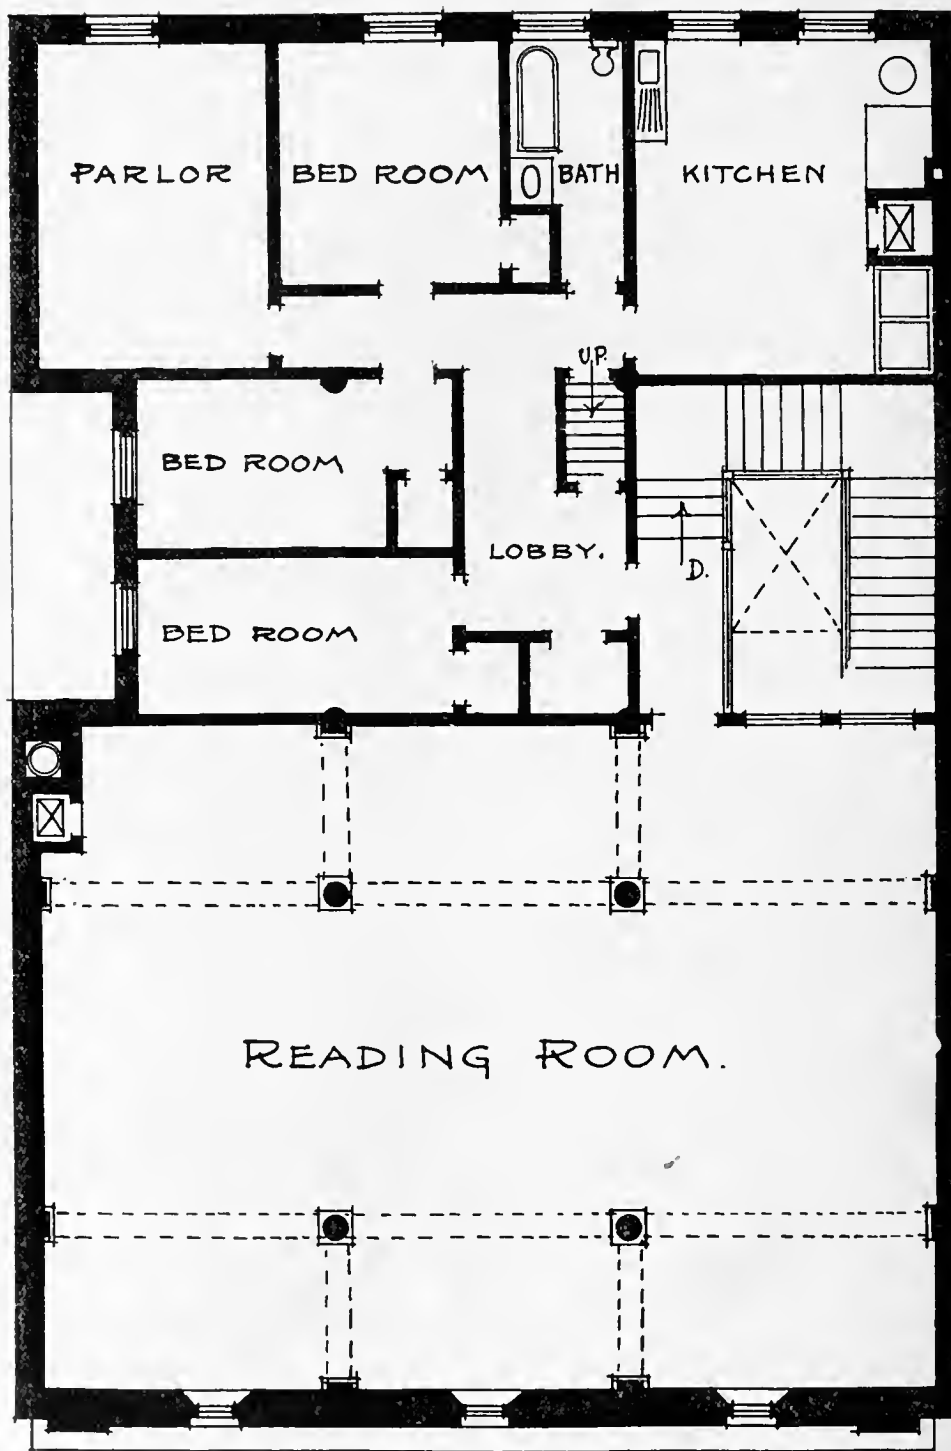 PARLOR
BED ROOM
BATH
KITCHEN
UP.
BED ROOM
LOBBY.
D.
BED ROOM
READING ROOM.